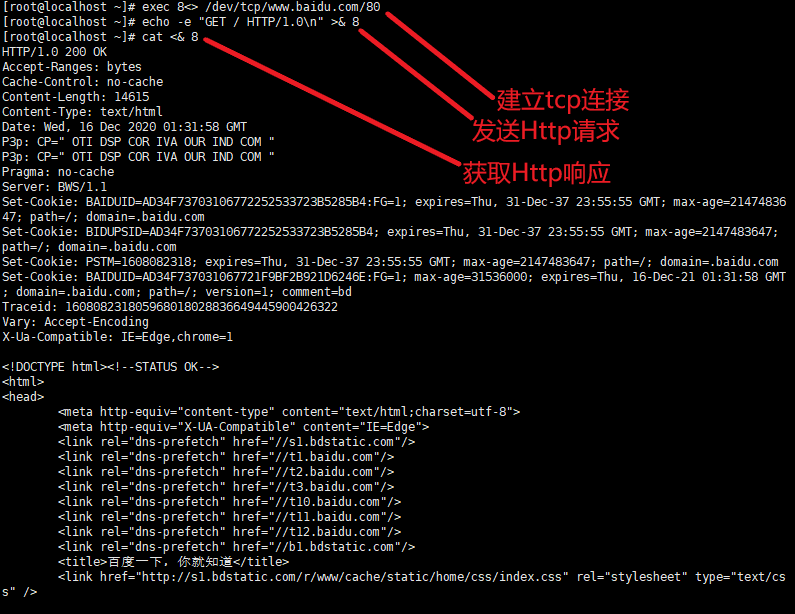 [root@localhost ~]# exec 8<> /dev/tcp/www.baidu.com/80
[root@localhost ~]# echo -e "GET / HTTP/1.0\n" >& 8
[root@localhost ~]# cat <& 8
HTTP/1.0 200 OK
Accept-Ranges: bytes
Cache-Control: no-cache
Content-Length: 14615
建立tcp连接
Content-Type: text/html
Date: Wed, 16 Dec 2020 01:31:58 GMT
发送Http请求
P3p: CP=" OTI DSP COR IVA OUR IND COM "
P3p: CP=" OTI DSP COR IVA OUR IND COM "
Pragma: no-cache
获取Http响应
Server: BWS/1.1
Set-Cookie: BAIDUID=AD34F73703106772252533723B5285B4:FG=1; expires=Thu, 31-Dec-37 23:55:55 GMT; max-age=21474836
47; path=/; domain=.baidu.com
Set-Cookie: BIDUPSID=AD34F73703106772252533723B5285B4; expires=Thu, 31-Dec-37 23:55:55 GMT; max-age=2147483647;
path=/; domain=.baidu.com
Set-Cookie: PSTM=1608082318; expires=Thu, 31-Dec-37 23:55:55 GMT; max-age=2147483647; path=/; domain=.baidu.com
Set-Cookie: BAIDUID=AD34F737031067721F9BF2B921D6246E:FG=1; max-age=31536000; expires=Thu, 16-Dec-21 01:31:58 GMT
; domain=.baidu.com; path=/; version=1; comment=bd
Traceid: 1608082318059680180288366494459004​26322
Vary: Accept-Encoding
X-Ua-Compatible: IE=Edge,chrome=1
<!DOCTYPE html><!--STATUS OK-->
<html>
<head>
<meta http-equiv="content-type" content="text/html;charset=utf-8">
<meta http-equiv="X-UA-Compatible" content="IE=Edge">
<link rel="dns-prefetch" href="//s1.bdstatic.com"/>
<link rel="dns-prefetch" href="//t1.baidu.com"/>
<link rel="dns-prefetch" href="//t2.baidu.com"/>
<link rel="dns-prefetch" href="//t3.baidu.com"/>
<link rel="dns-prefetch" href="//t10.baidu.com"/>
<link rel="dns-prefetch" href="//t11.baidu.com"/>
<link rel="dns-prefetch" href="//t12.baidu.com"/>
<link rel="dns-prefetch" href="//b1.bdstatic.com"/>
<title>百度一下，你就知道</title>
<link href="http://s1.bdstatic.com/r/www/cache/static/home/css/index.css" rel="stylesheet" type="text/cs
s" />